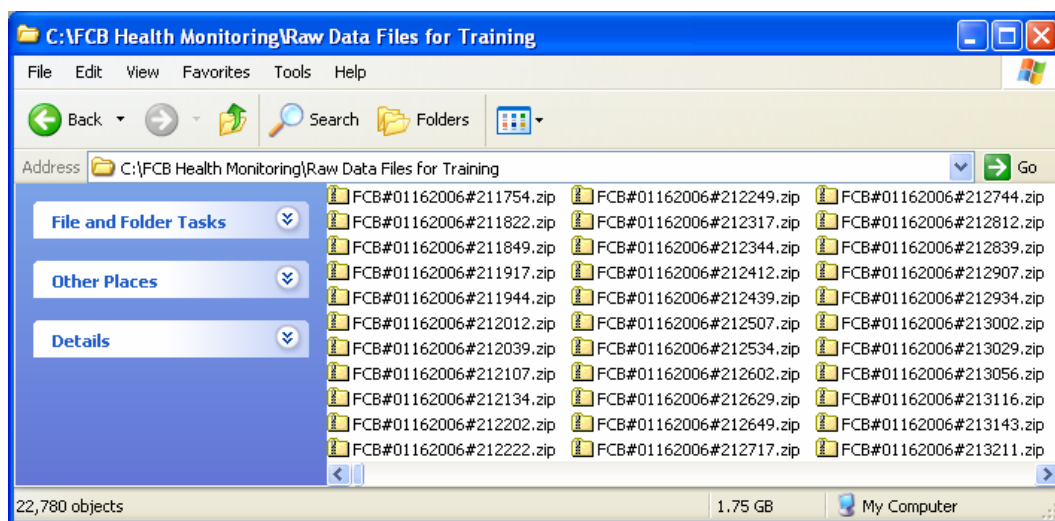 C:\FCB Health Monitoring\Raw Data Files for Training
File Edit View Favorites Tools Help
Back Search Folders
Address C:\FCB Health Monitoring\Raw Data Files for Training Go
File and Folder Tasks
Other Places
Details
FCB#01162006#211754.zip FCB#01162006#212249.zip FCB#01162006#212744.zip
FCB#01162006#211822.zip FCB#01162006#212317.zip FCB#01162006#212812.zip
FCB#01162006#211849.zip FCB#01162006#212344.zip FCB#01162006#212839.zip
FCB#01162006#211917.zip FCB#01162006#212412.zip FCB#01162006#212907.zip
FCB#01162006#211944.zip FCB#01162006#212439.zip FCB#01162006#212934.zip
FCB#01162006#212012.zip FCB#01162006#212507.zip FCB#01162006#213002.zip
FCB#01162006#212039.zip FCB#01162006#212534.zip FCB#01162006#213029.zip
FCB#01162006#212107.zip FCB#01162006#212602.zip FCB#01162006#213056.zip
FCB#01162006#212134.zip FCB#01162006#212629.zip FCB#01162006#213116.zip
FCB#01162006#212202.zip FCB#01162006#212649.zip FCB#01162006#213143.zip
FCB#01162006#212222.zip FCB#01162006#212717.zip FCB#01162006#213211.zip
22,780 objects 1.75 GB My Computer